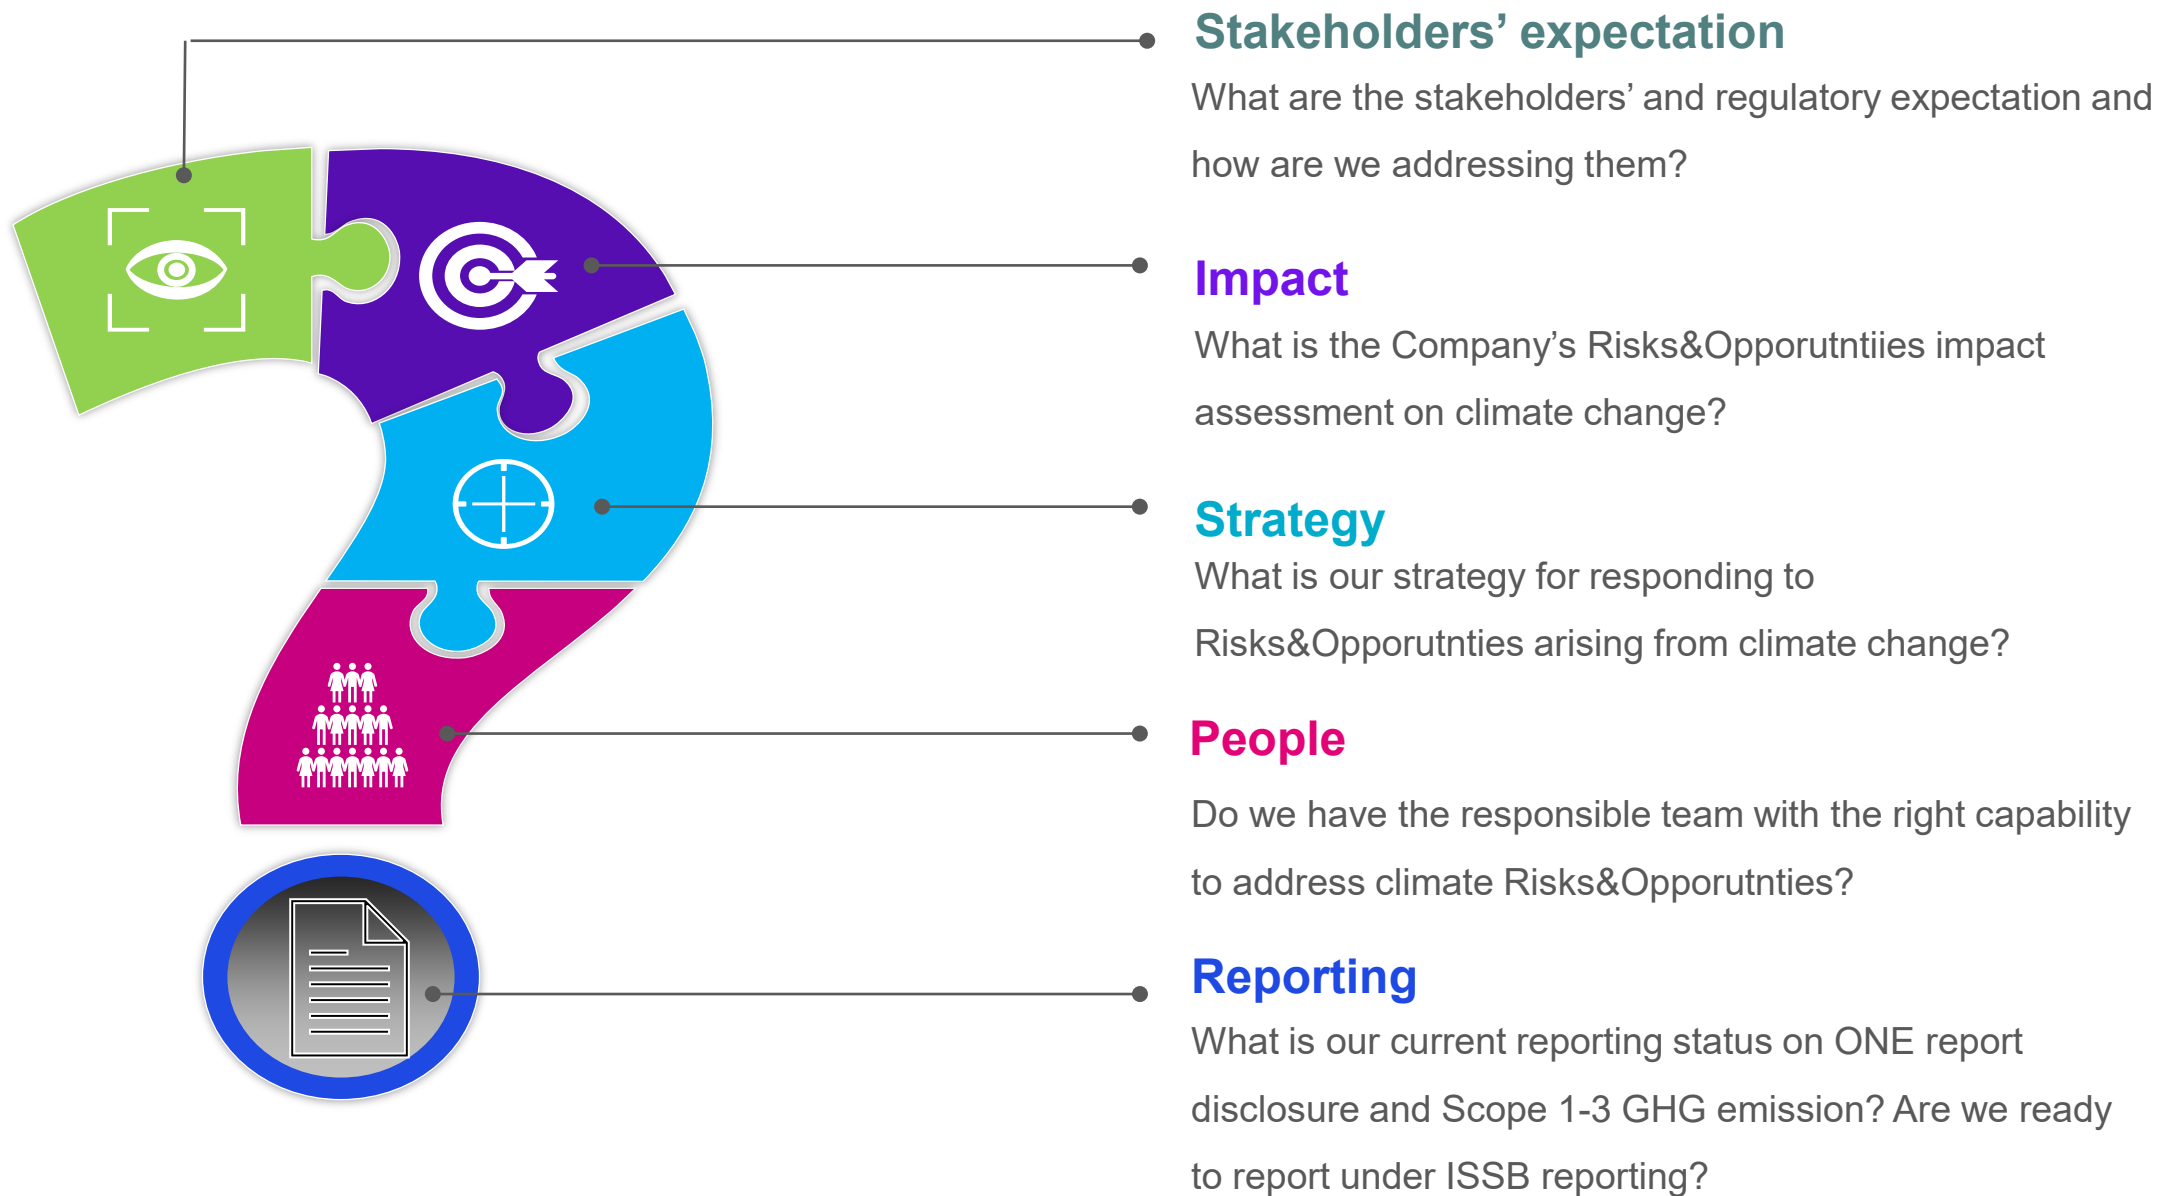 Stakeholders’ expectation
What are the stakeholders’ and regulatory expectation and
how are we addressing them?
Impact
What is the Company’s Risks&Opporutntiies impact
assessment on climate change?
Strategy
What is our strategy for responding to
Risks&Opporutnties arising from climate change?
People
Do we have the responsible team with the right capability
to address climate Risks&Opporutnties?
Reporting
What is our current reporting status on ONE report
disclosure and Scope 1-3 GHG emission? Are we ready
to report under ISSB reporting?